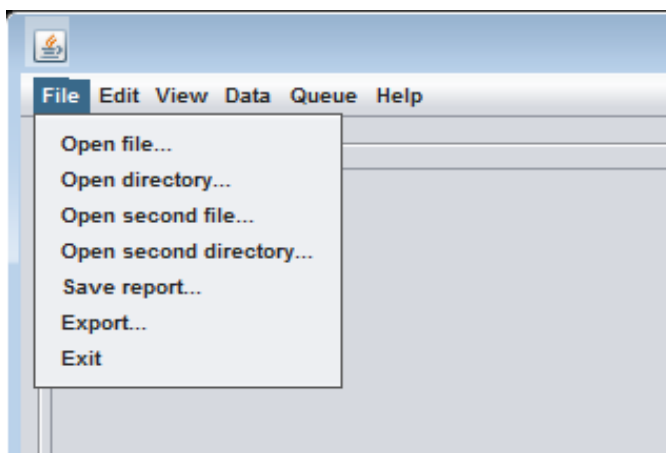 File Edit View Data Queue Help
Open file...
Open directory...
Open second file...
Open second directory...
Save report...
Export...
Exit